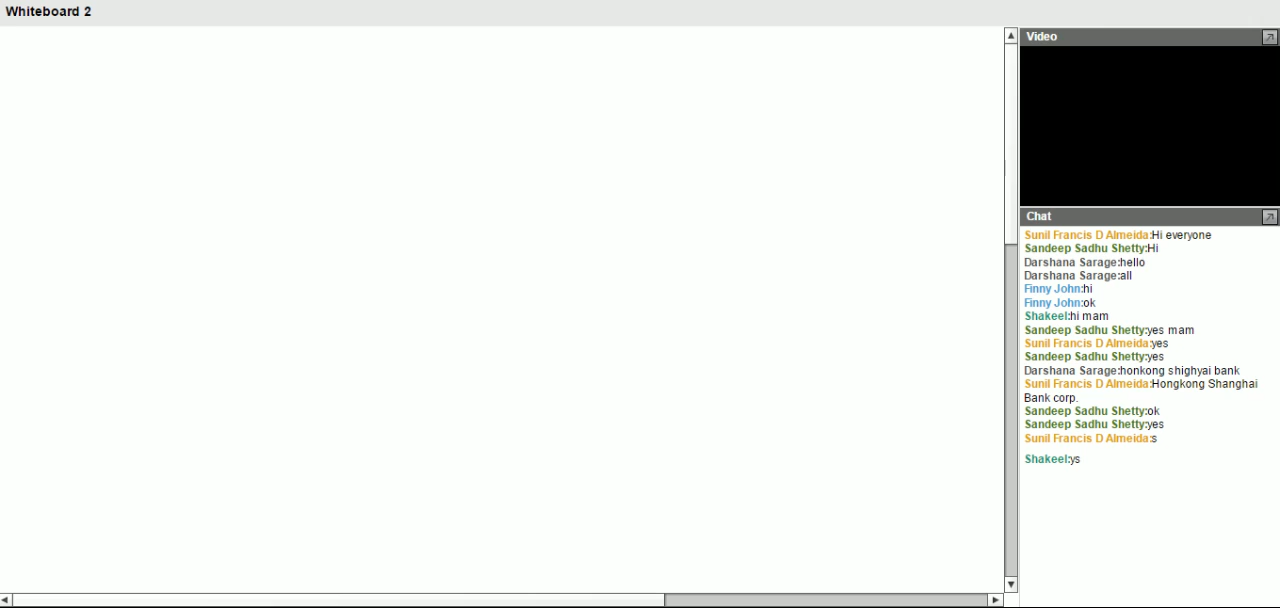 Whiteboard 2
Video
Chat
Sunil Francis D Almeida:Hi everyone
Sandeep Sadhu Shetty:Hi
Darshana Sarage:hello
Darshana Sarage:all
Finny John:hi
Finny John:ok
Shakeel:hi mam
Sandeep Sadhu Shetty:yes mam
Sunil Francis D Almeida:yes
Sandeep Sadhu Shetty:yes
Darshana Sarage:honkong shighyai bank
Sunil Francis D Almeida:Hongkong Shanghai
Bank corp.
Sandeep Sadhu Shetty:ok
Sandeep Sadhu Shetty:yes
Sunil Francis D Almeida:s
Shakeel:ys